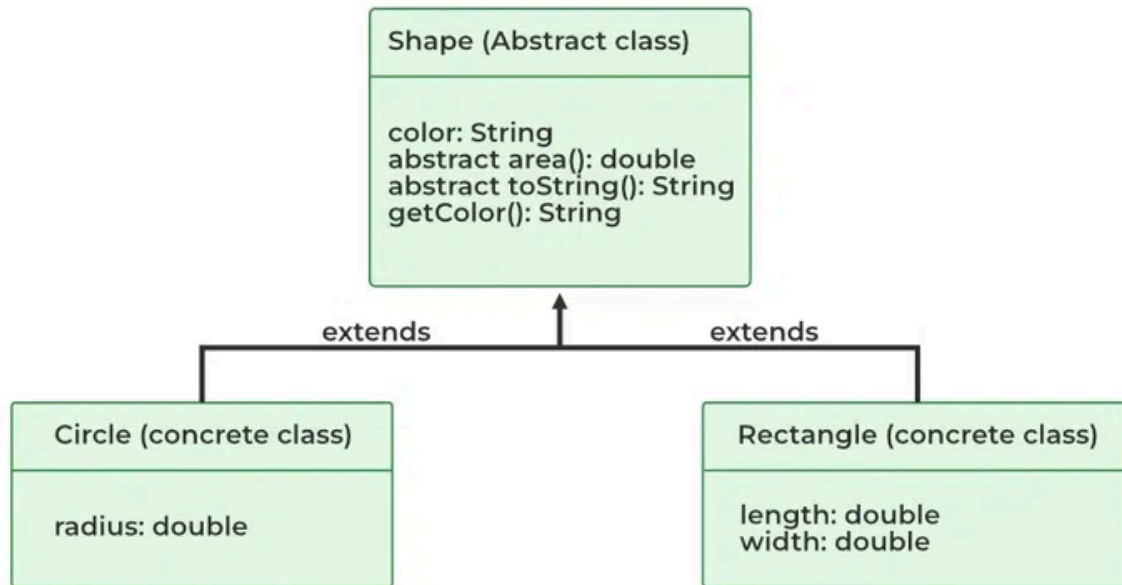 Shape (Abstract class)
color: String
abstract area(): double
abstract toString(): String
getColor(): String
extends
extends
Circle (concrete class)
radius: double
Rectangle (concrete class)
length: double
width: double